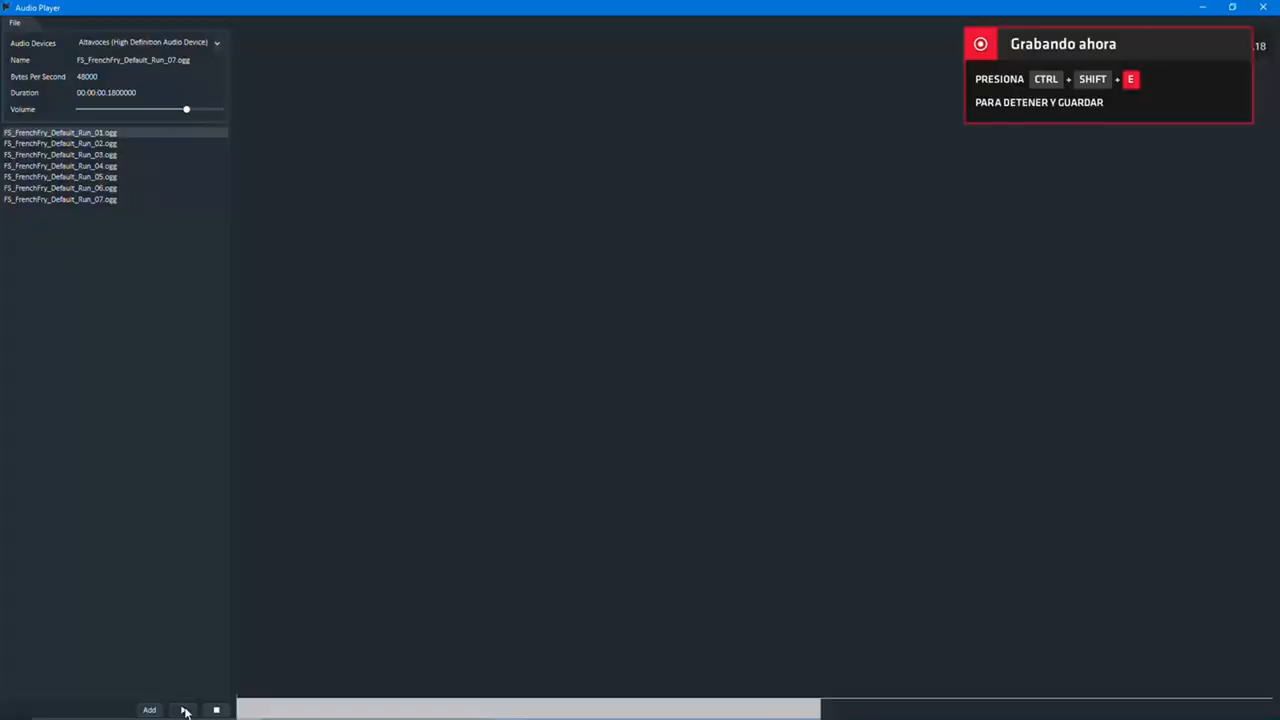 Audio Player
File
Audio Devices Altavoces (High Definition Audio Device)
Name FS_FrenchFry_Default_Run_07.ogg
Bytes Per Second 48000
Duration 00:00:00.1800000
Volume
FS_FrenchFry_Default_Run_01.ogg
FS_FrenchFry_Default_Run_02.ogg
FS_FrenchFry_Default_Run_03.ogg
FS_FrenchFry_Default_Run_04.ogg
FS_FrenchFry_Default_Run_05.ogg
FS_FrenchFry_Default_Run_06.ogg
FS_FrenchFry_Default_Run_07.ogg
Grabando ahora
PRESIONA CTRL + SHIFT + E
PARA DETENER Y GUARDAR
.18
Add